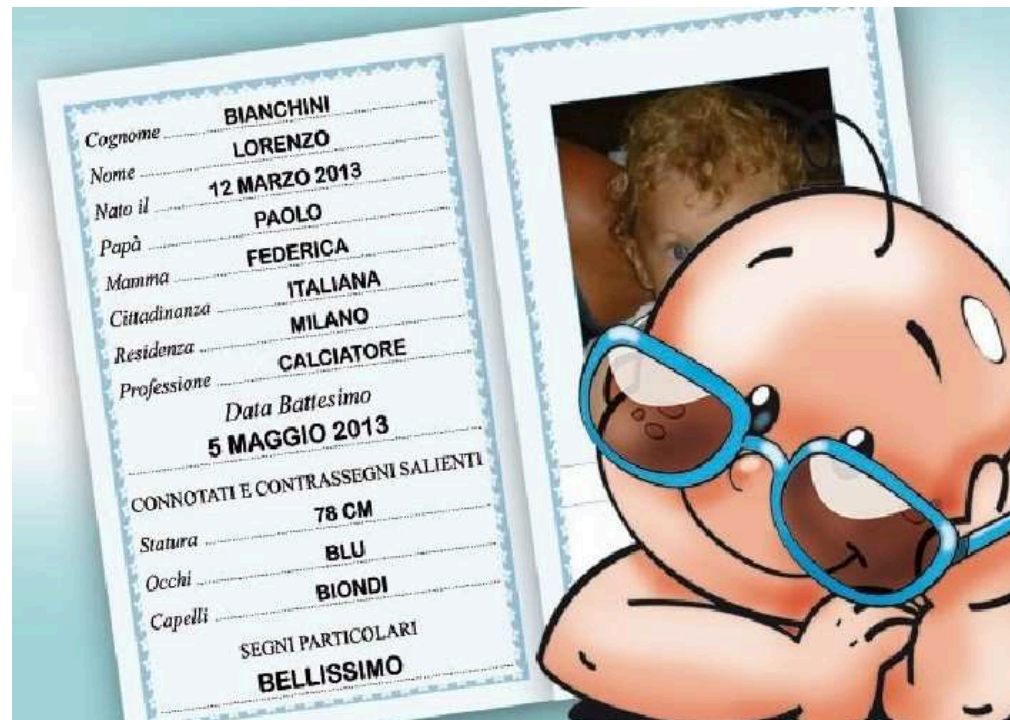 Cognome BIANCHINI
Nome LORENZO
Nato il 12 MARZO 2013
Papà PAOLO
Mamma FEDERICA
Cittadinanza ITALIANA
Residenza MILANO
Professione CALCIATORE
Data Battesimo
5 MAGGIO 2013
CONNOTATI E CONTRASSEGNI SALIENTI
Statura 78 CM
Occhi BLU
Capelli BIONDI
SEGNI PARTICOLARI
BELLISSIMO